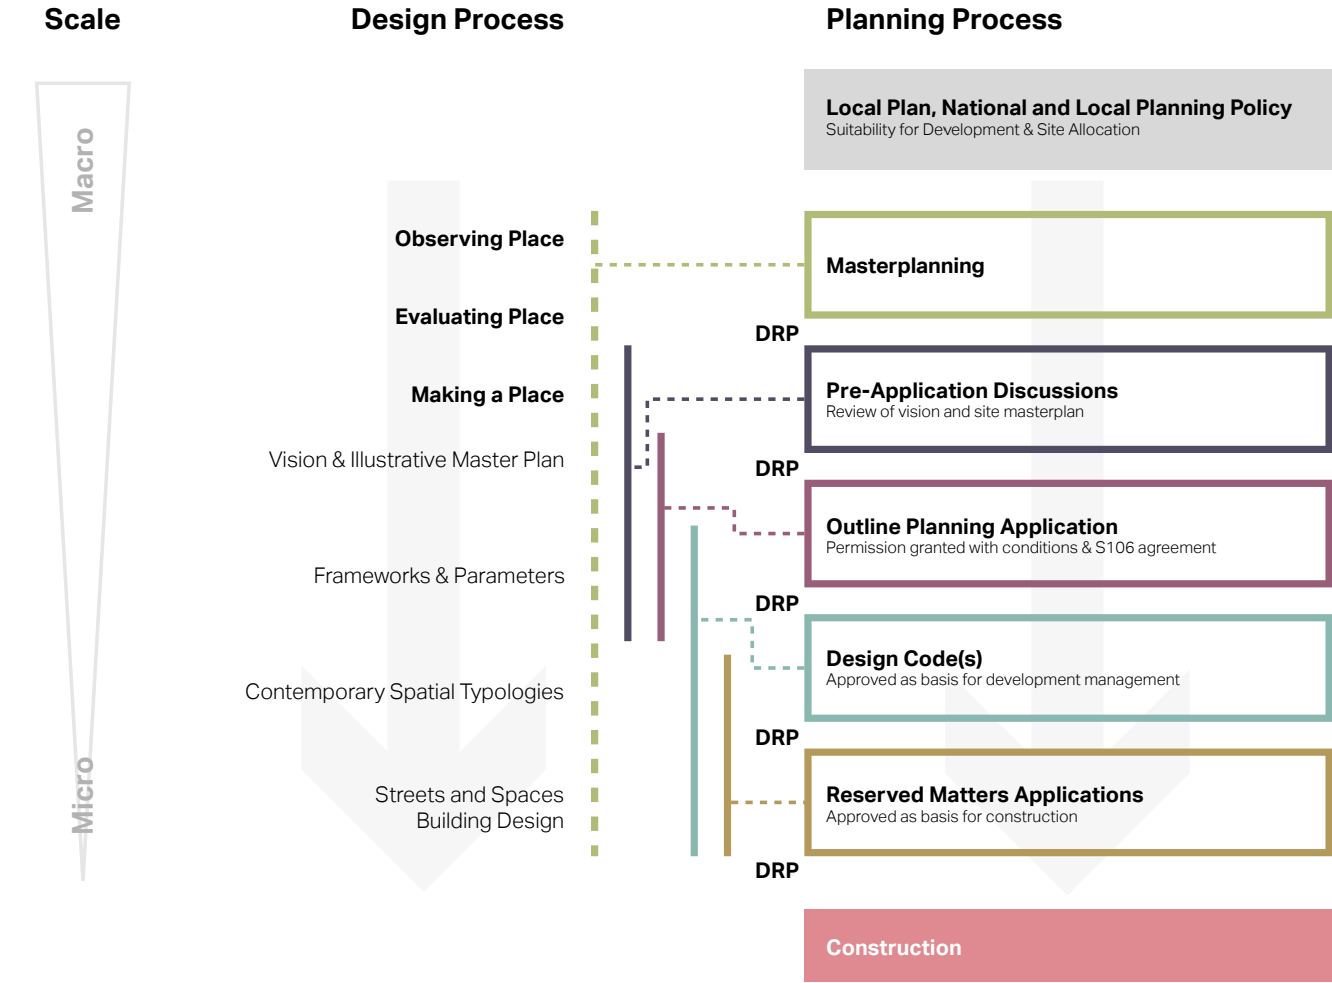 Scale
Design Process
Planning Process
Macro
Micro
Local Plan, National and Local Planning Policy
Suitability for Development & Site Allocation
Observing Place
Evaluating Place
Making a Place
Vision & Illustrative Master Plan
Frameworks & Parameters
Contemporary Spatial Typologies
Streets and Spaces
Building Design
Masterplanning
DRP
Pre-Application Discussions
Review of vision and site masterplan
DRP
Outline Planning Application
Permission granted with conditions & S106 agreement
DRP
Design Code(s)
Approved as basis for development management
DRP
Reserved Matters Applications
Approved as basis for construction
DRP
Construction